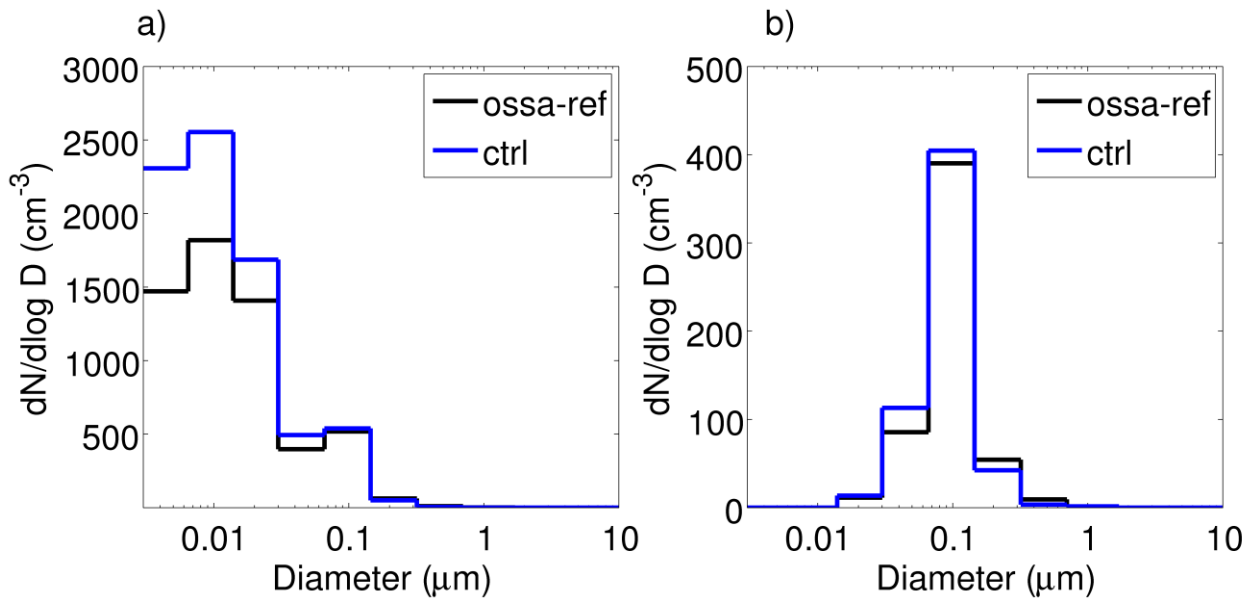 a)
dN/dlog D (cm⁻³)
3000
2500
2000
1500
1000
500
ossa-ref
ctrl
0.01
0.1
1
10
Diameter (μm)
b)
dN/dlog D (cm⁻³)
500
400
300
200
100
0
ossa-ref
ctrl
0.01
0.1
1
10
Diameter (μm)